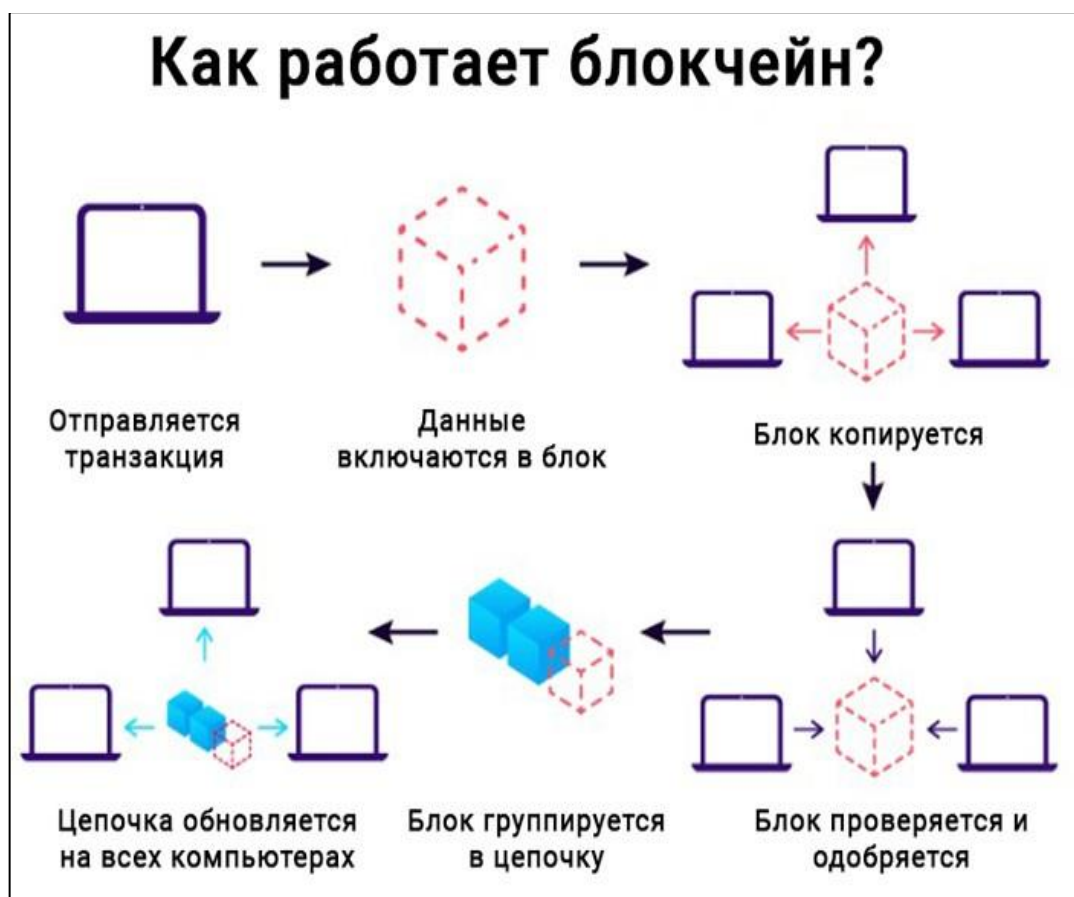 Как работает блокчейн?
Отправляется
транзакция
Данные
включаются в блок
Блок копируется
Блок проверяется и
одобряется
Блок группируется
в цепочку
Цепочка обновляется
на всех компьютерах